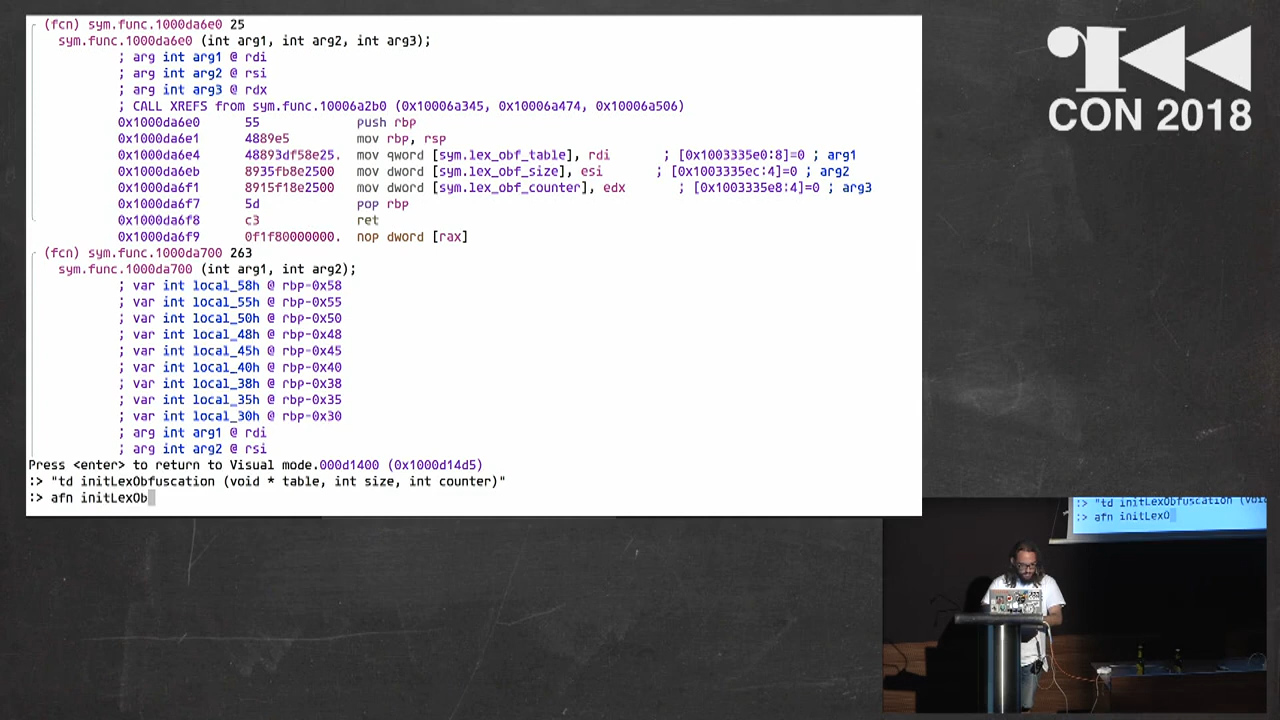 (fcn) sym.func.1000da6e0 25
sym.func.1000da6e0 (int arg1, int arg2, int arg3);
; arg int arg1 @ rdi
; arg int arg2 @ rsi
; arg int arg3 @ rdx
; CALL XREFS from sym.func.10006a2b0 (0x10006a345, 0x10006a474, 0x10006a506)
0x1000da6e0 55 push rbp
0x1000da6e1 4889e5 mov rbp, rsp
0x1000da6e4 48893df58e25. mov qword [sym.lex_obf_table], rdi ; [0x1003335e0:8]=0 ; arg1
0x1000da6eb 8935fb8e2500 mov dword [sym.lex_obf_size], esi ; [0x1003335ec:4]=0 ; arg2
0x1000da6f1 8915f18e2500 mov dword [sym.lex_obf_counter], edx ; [0x1003335e8:4]=0 ; arg3
0x1000da6f7 5d pop rbp
0x1000da6f8 c3 ret
0x1000da6f9 0f1f80000000. nop dword [rax]
(fcn) sym.func.1000da700 263
sym.func.1000da700 (int arg1, int arg2);
; var int local_58h @ rbp-0x58
; var int local_55h @ rbp-0x55
; var int local_50h @ rbp-0x50
; var int local_48h @ rbp-0x48
; var int local_45h @ rbp-0x45
; var int local_40h @ rbp-0x40
; var int local_38h @ rbp-0x38
; var int local_35h @ rbp-0x35
; var int local_30h @ rbp-0x30
; arg int arg1 @ rdi
; arg int arg2 @ rsi
Press <enter> to return to Visual mode.000d1400 (0x1000d14d5)
:> "td initLexObfuscation (void * table, int size, int counter)"
:> afn initLexOb
CON 2018
:> "td initLexObfuscation (void
:> afn initLexO